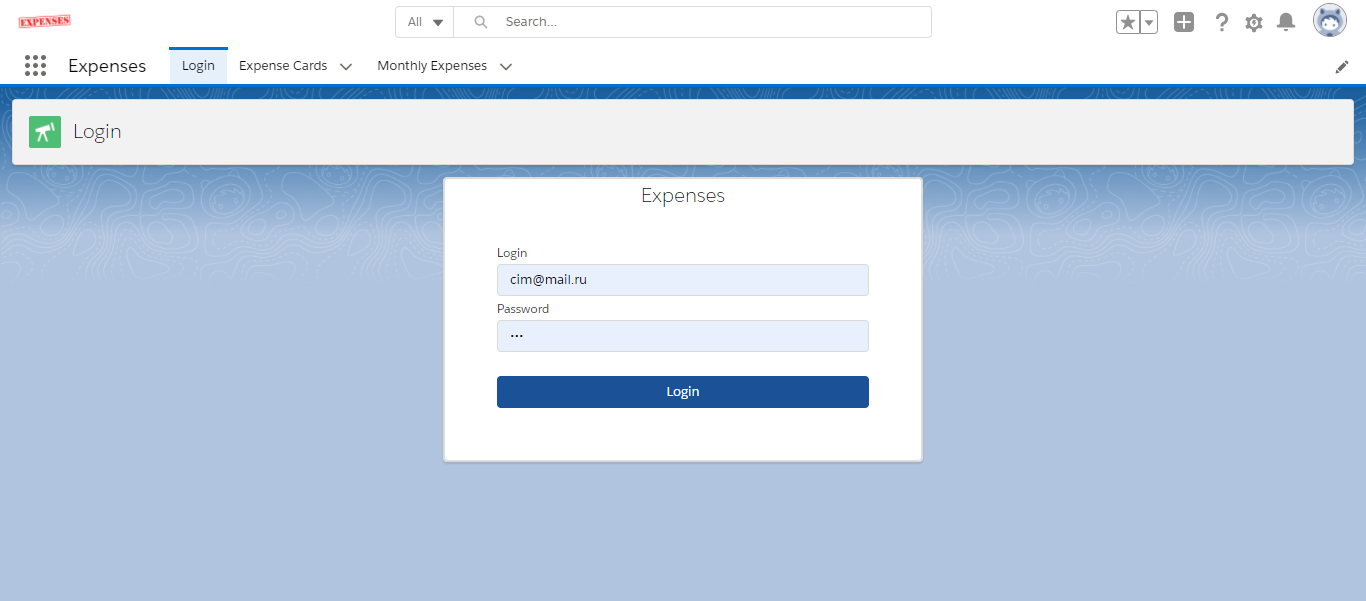 EXPENSES
All Search...
Expenses Login Expense Cards Monthly Expenses
Login
Expenses
Login
cim@mail.ru
Password
•••
Login